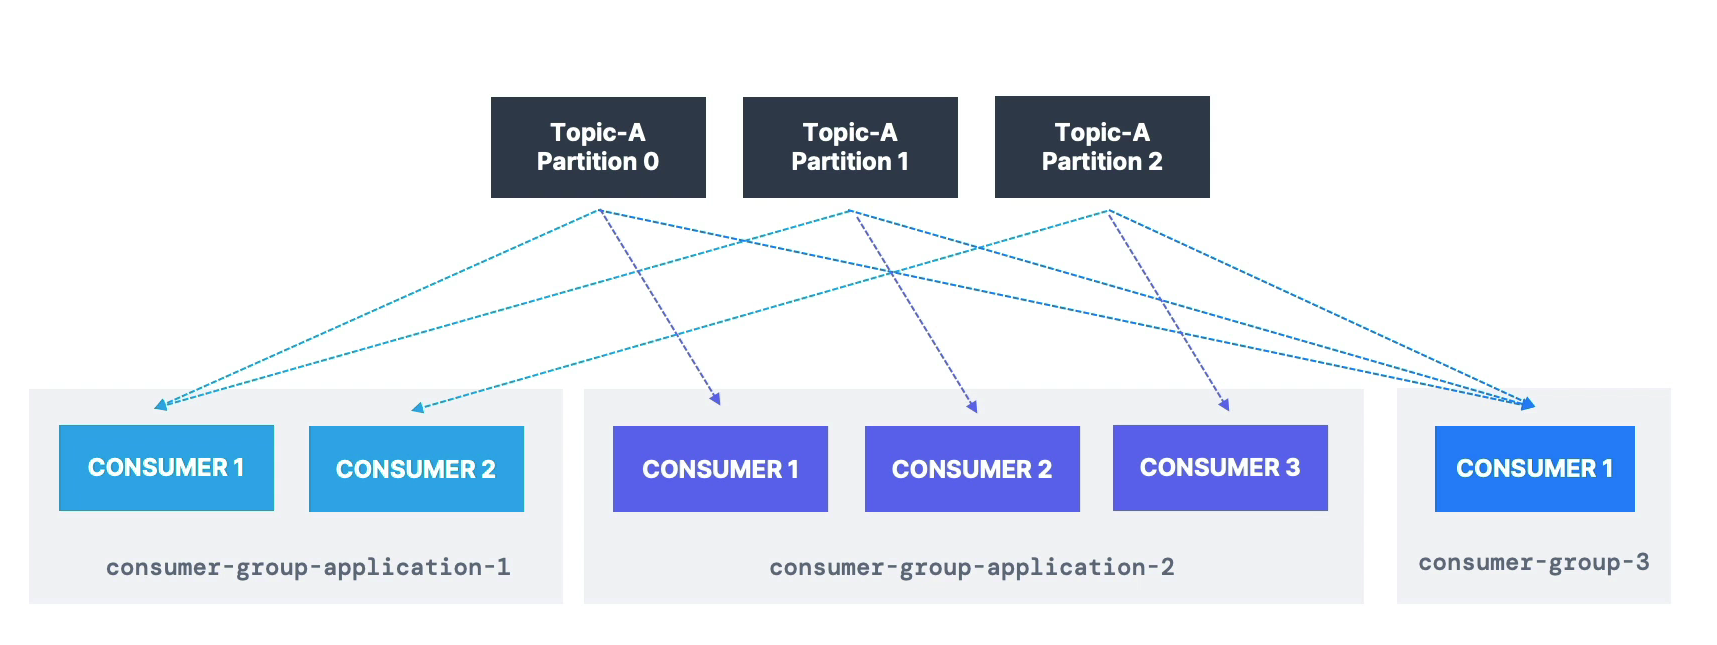 Topic-A
Partition 0
Topic-A
Partition 1
Topic-A
Partition 2
CONSUMER 1
CONSUMER 2
consumer-group-application-1
CONSUMER 1
CONSUMER 2
CONSUMER 3
consumer-group-application-2
CONSUMER 1
consumer-group-3